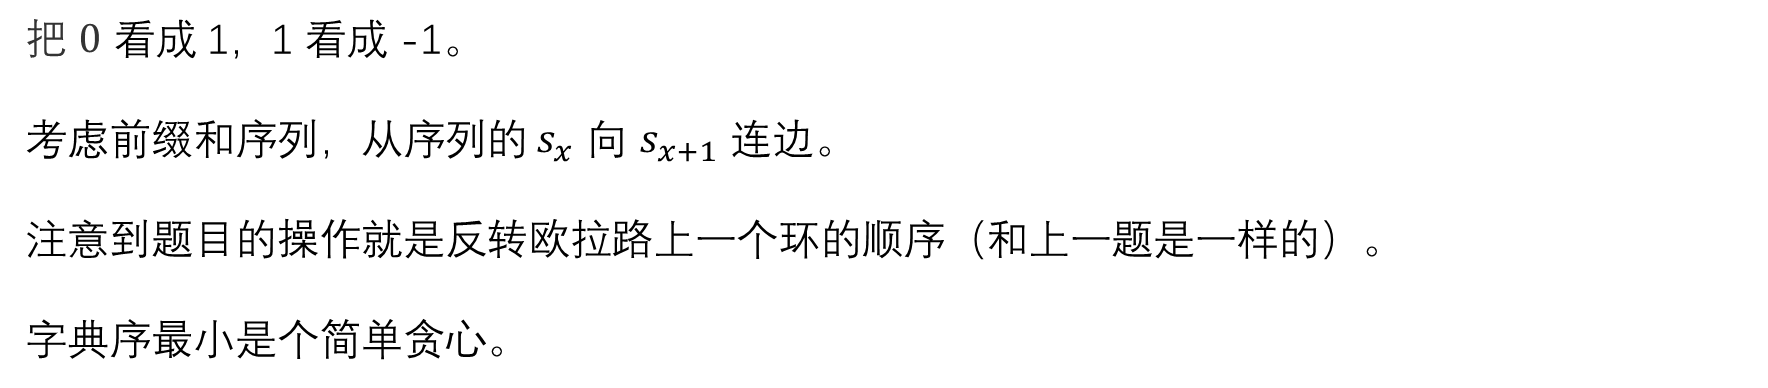 把 0 看成 1，1 看成 -1。
考虑前缀和序列，从序列的 $s_x$ 向 $s_{x+1}$ 连边。
注意到题目的操作就是反转欧拉路上一个环的顺序（和上一题是一样的）。
字典序最小是个简单贪心。